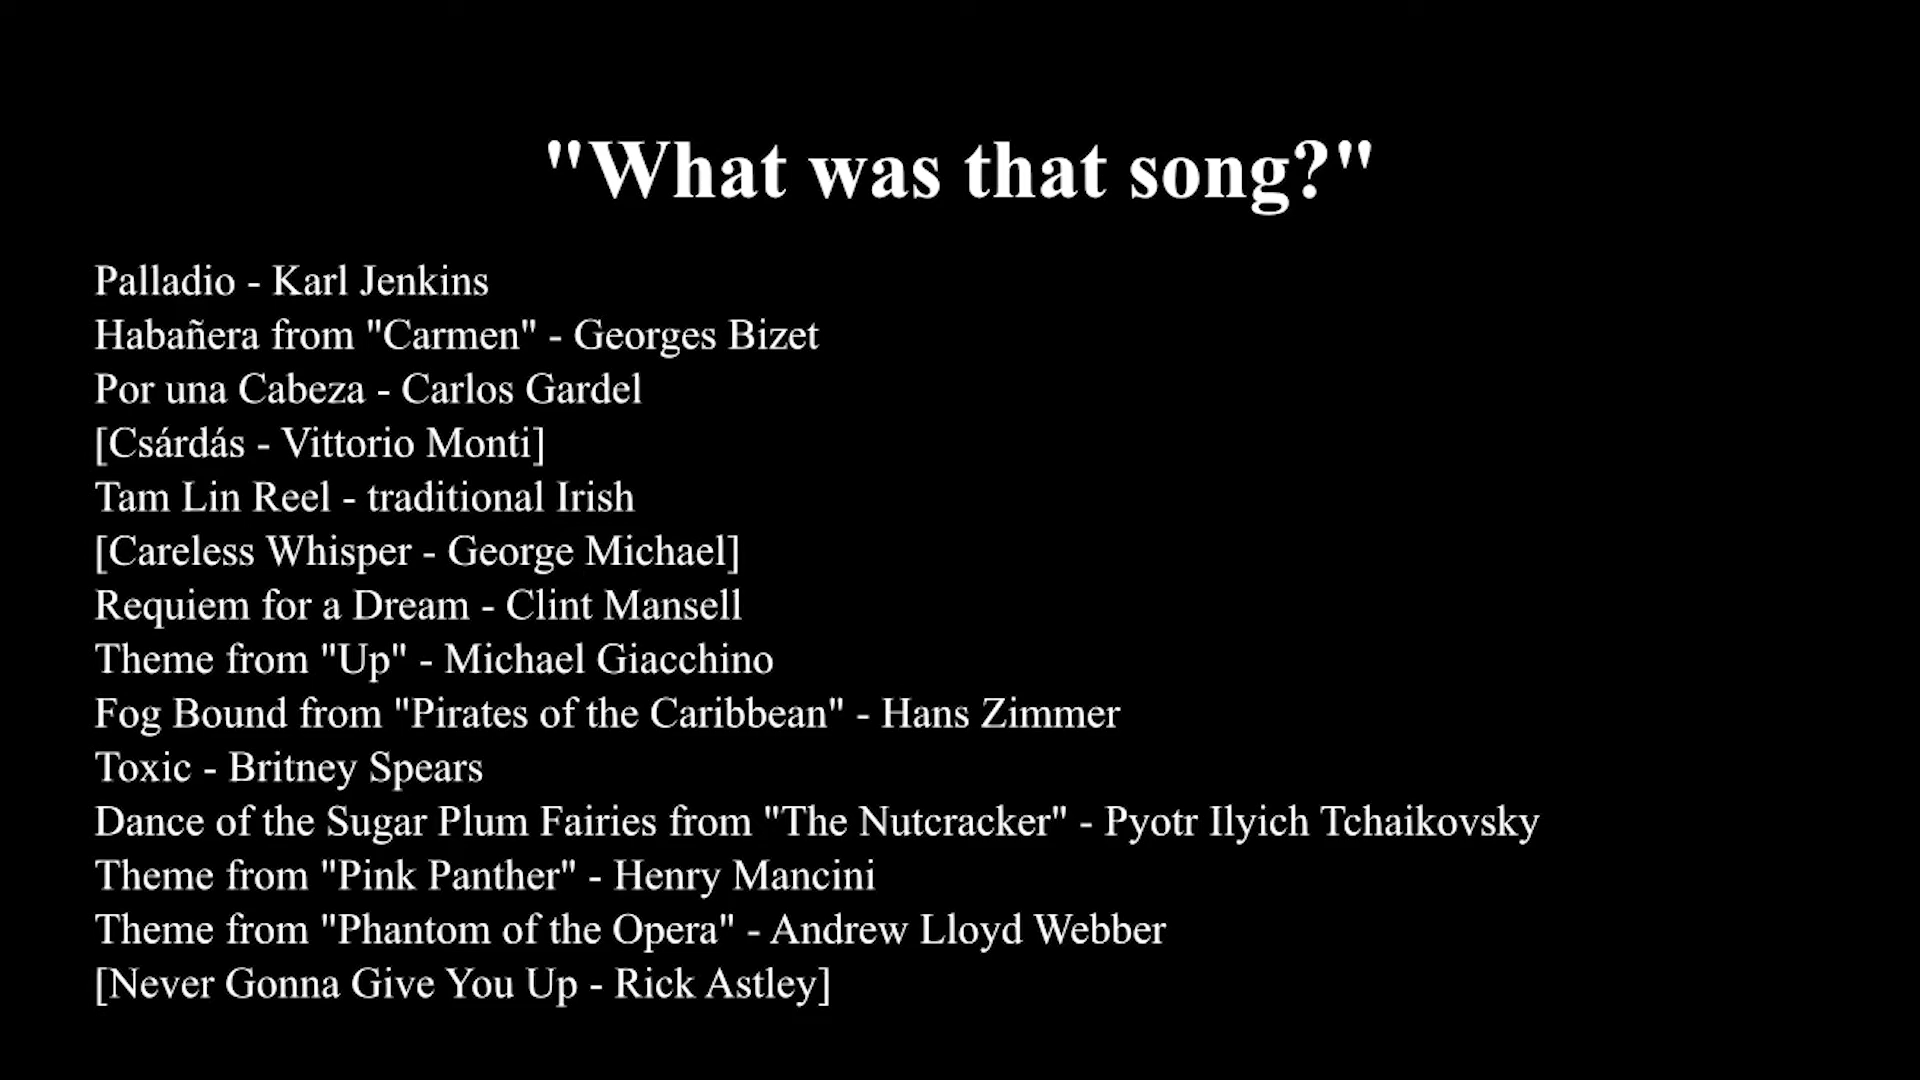 "What was that song?"
Palladio - Karl Jenkins
Habañera from "Carmen" - Georges Bizet
Por una Cabeza - Carlos Gardel
[Csárdás - Vittorio Monti]
Tam Lin Reel - traditional Irish
[Careless Whisper - George Michael]
Requiem for a Dream - Clint Mansell
Theme from "Up" - Michael Giacchino
Fog Bound from "Pirates of the Caribbean" - Hans Zimmer
Toxic - Britney Spears
Dance of the Sugar Plum Fairies from "The Nutcracker" - Pyotr Ilyich Tchaikovsky
Theme from "Pink Panther" - Henry Mancini
Theme from "Phantom of the Opera" - Andrew Lloyd Webber
[Never Gonna Give You Up - Rick Astley]